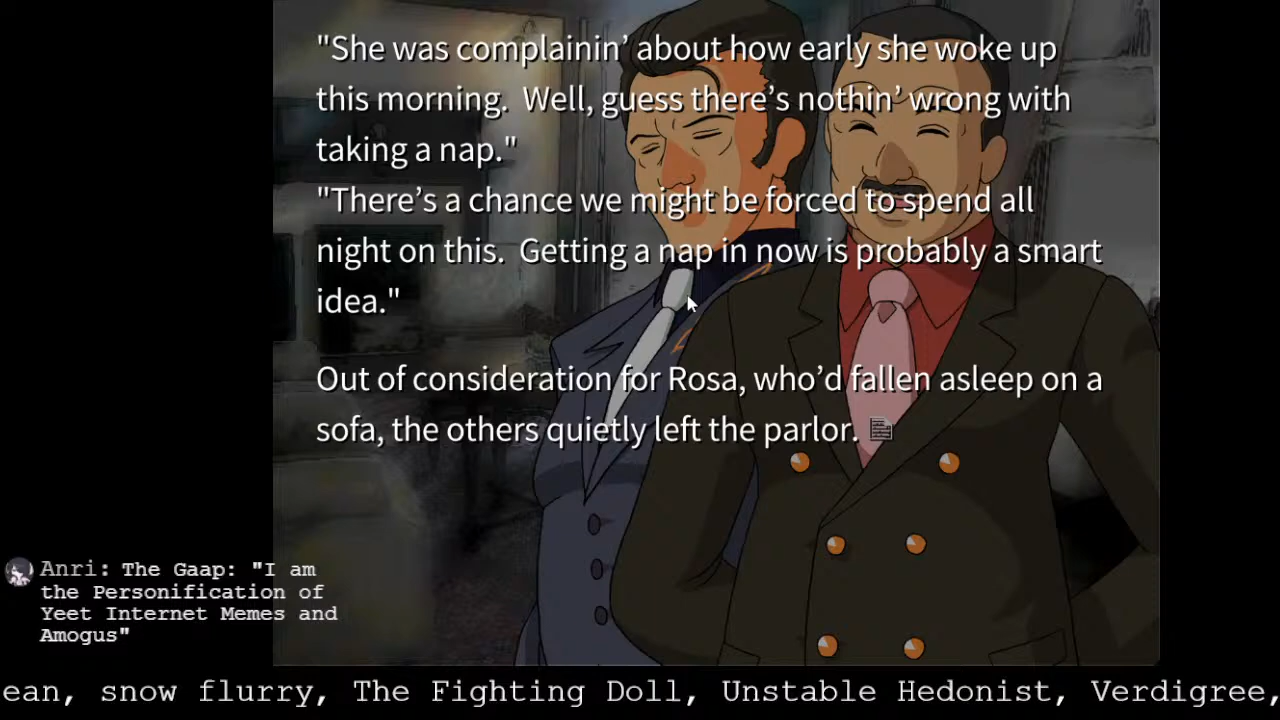 "She was complainin’ about how early she woke up
this morning.  Well, guess there’s nothin’ wrong with
taking a nap."
"There’s a chance we might be forced to spend all
night on this.  Getting a nap in now is probably a smart
idea."
Out of consideration for Rosa, who’d fallen asleep on a
sofa, the others quietly left the parlor.
Anri: The Gaap: "I am
the Personification of
Yeet Internet Memes and
Amogus"
ean, snow flurry, The Fighting Doll, Unstable Hedonist, Verdigree,